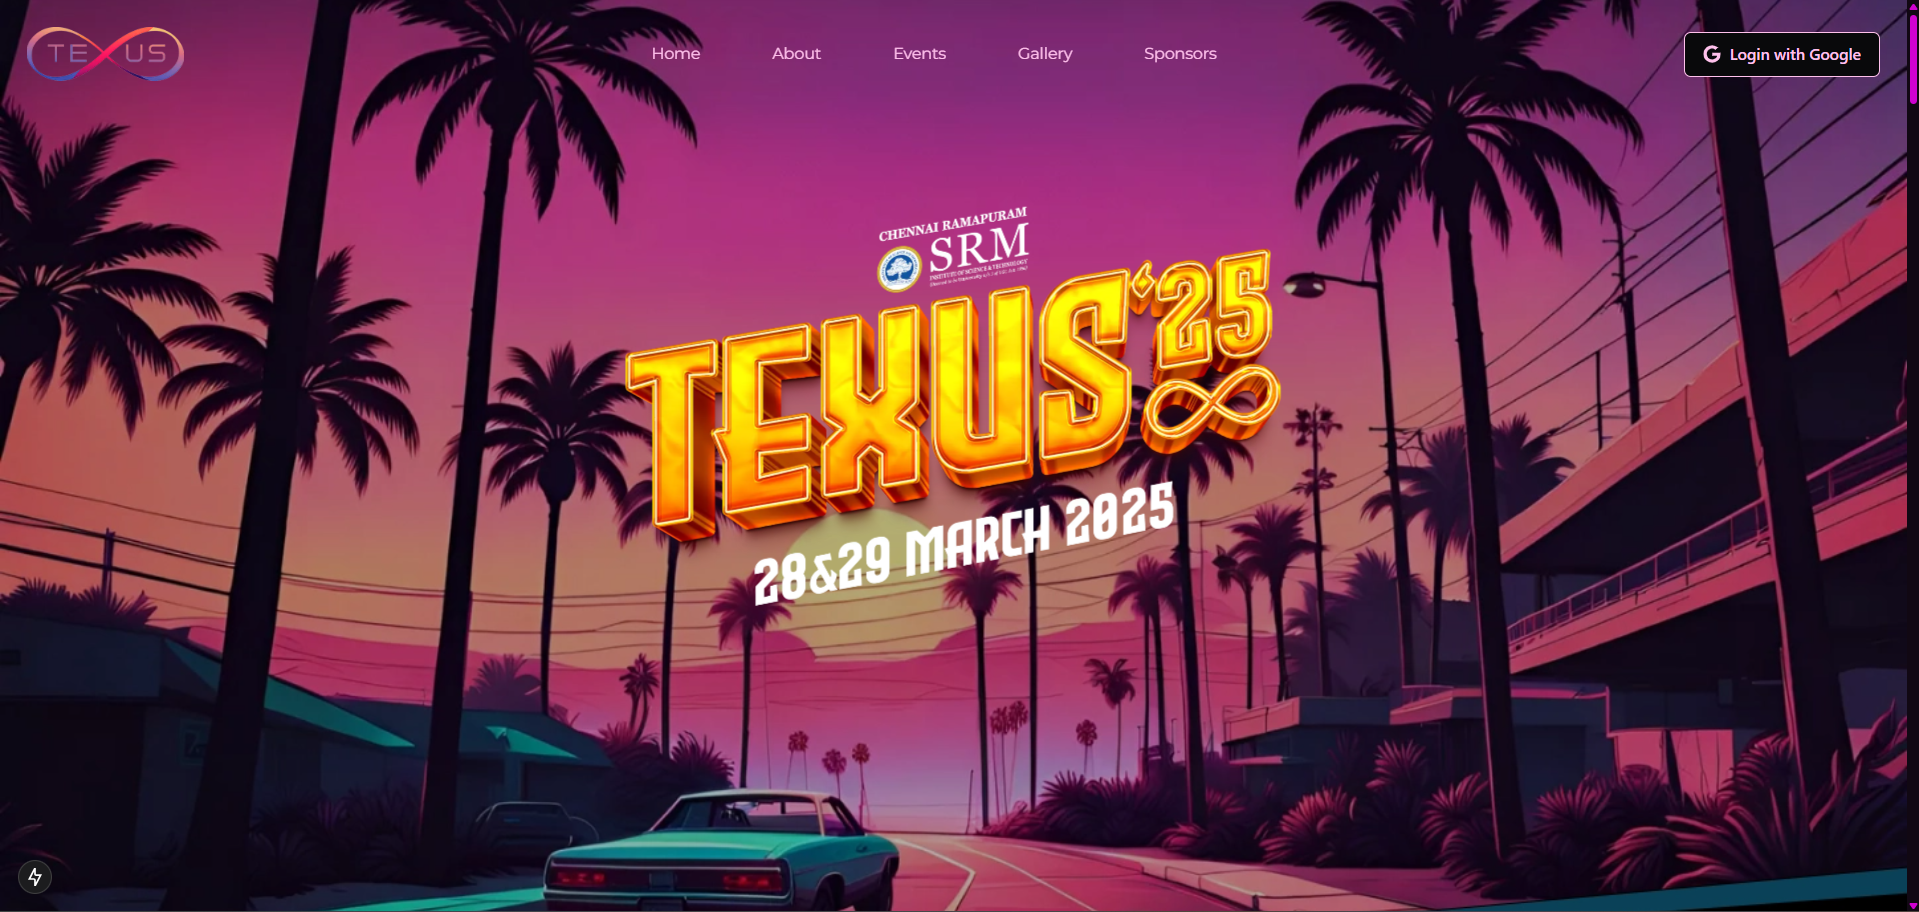 TEXUS
Home
About
Events
Gallery
Sponsors
Login with Google
CHENNAI RAMAPURAM
SRM
INSTITUTE OF SCIENCE & TECHNOLOGY
TEXUS '25
28&29 MARCH 2025